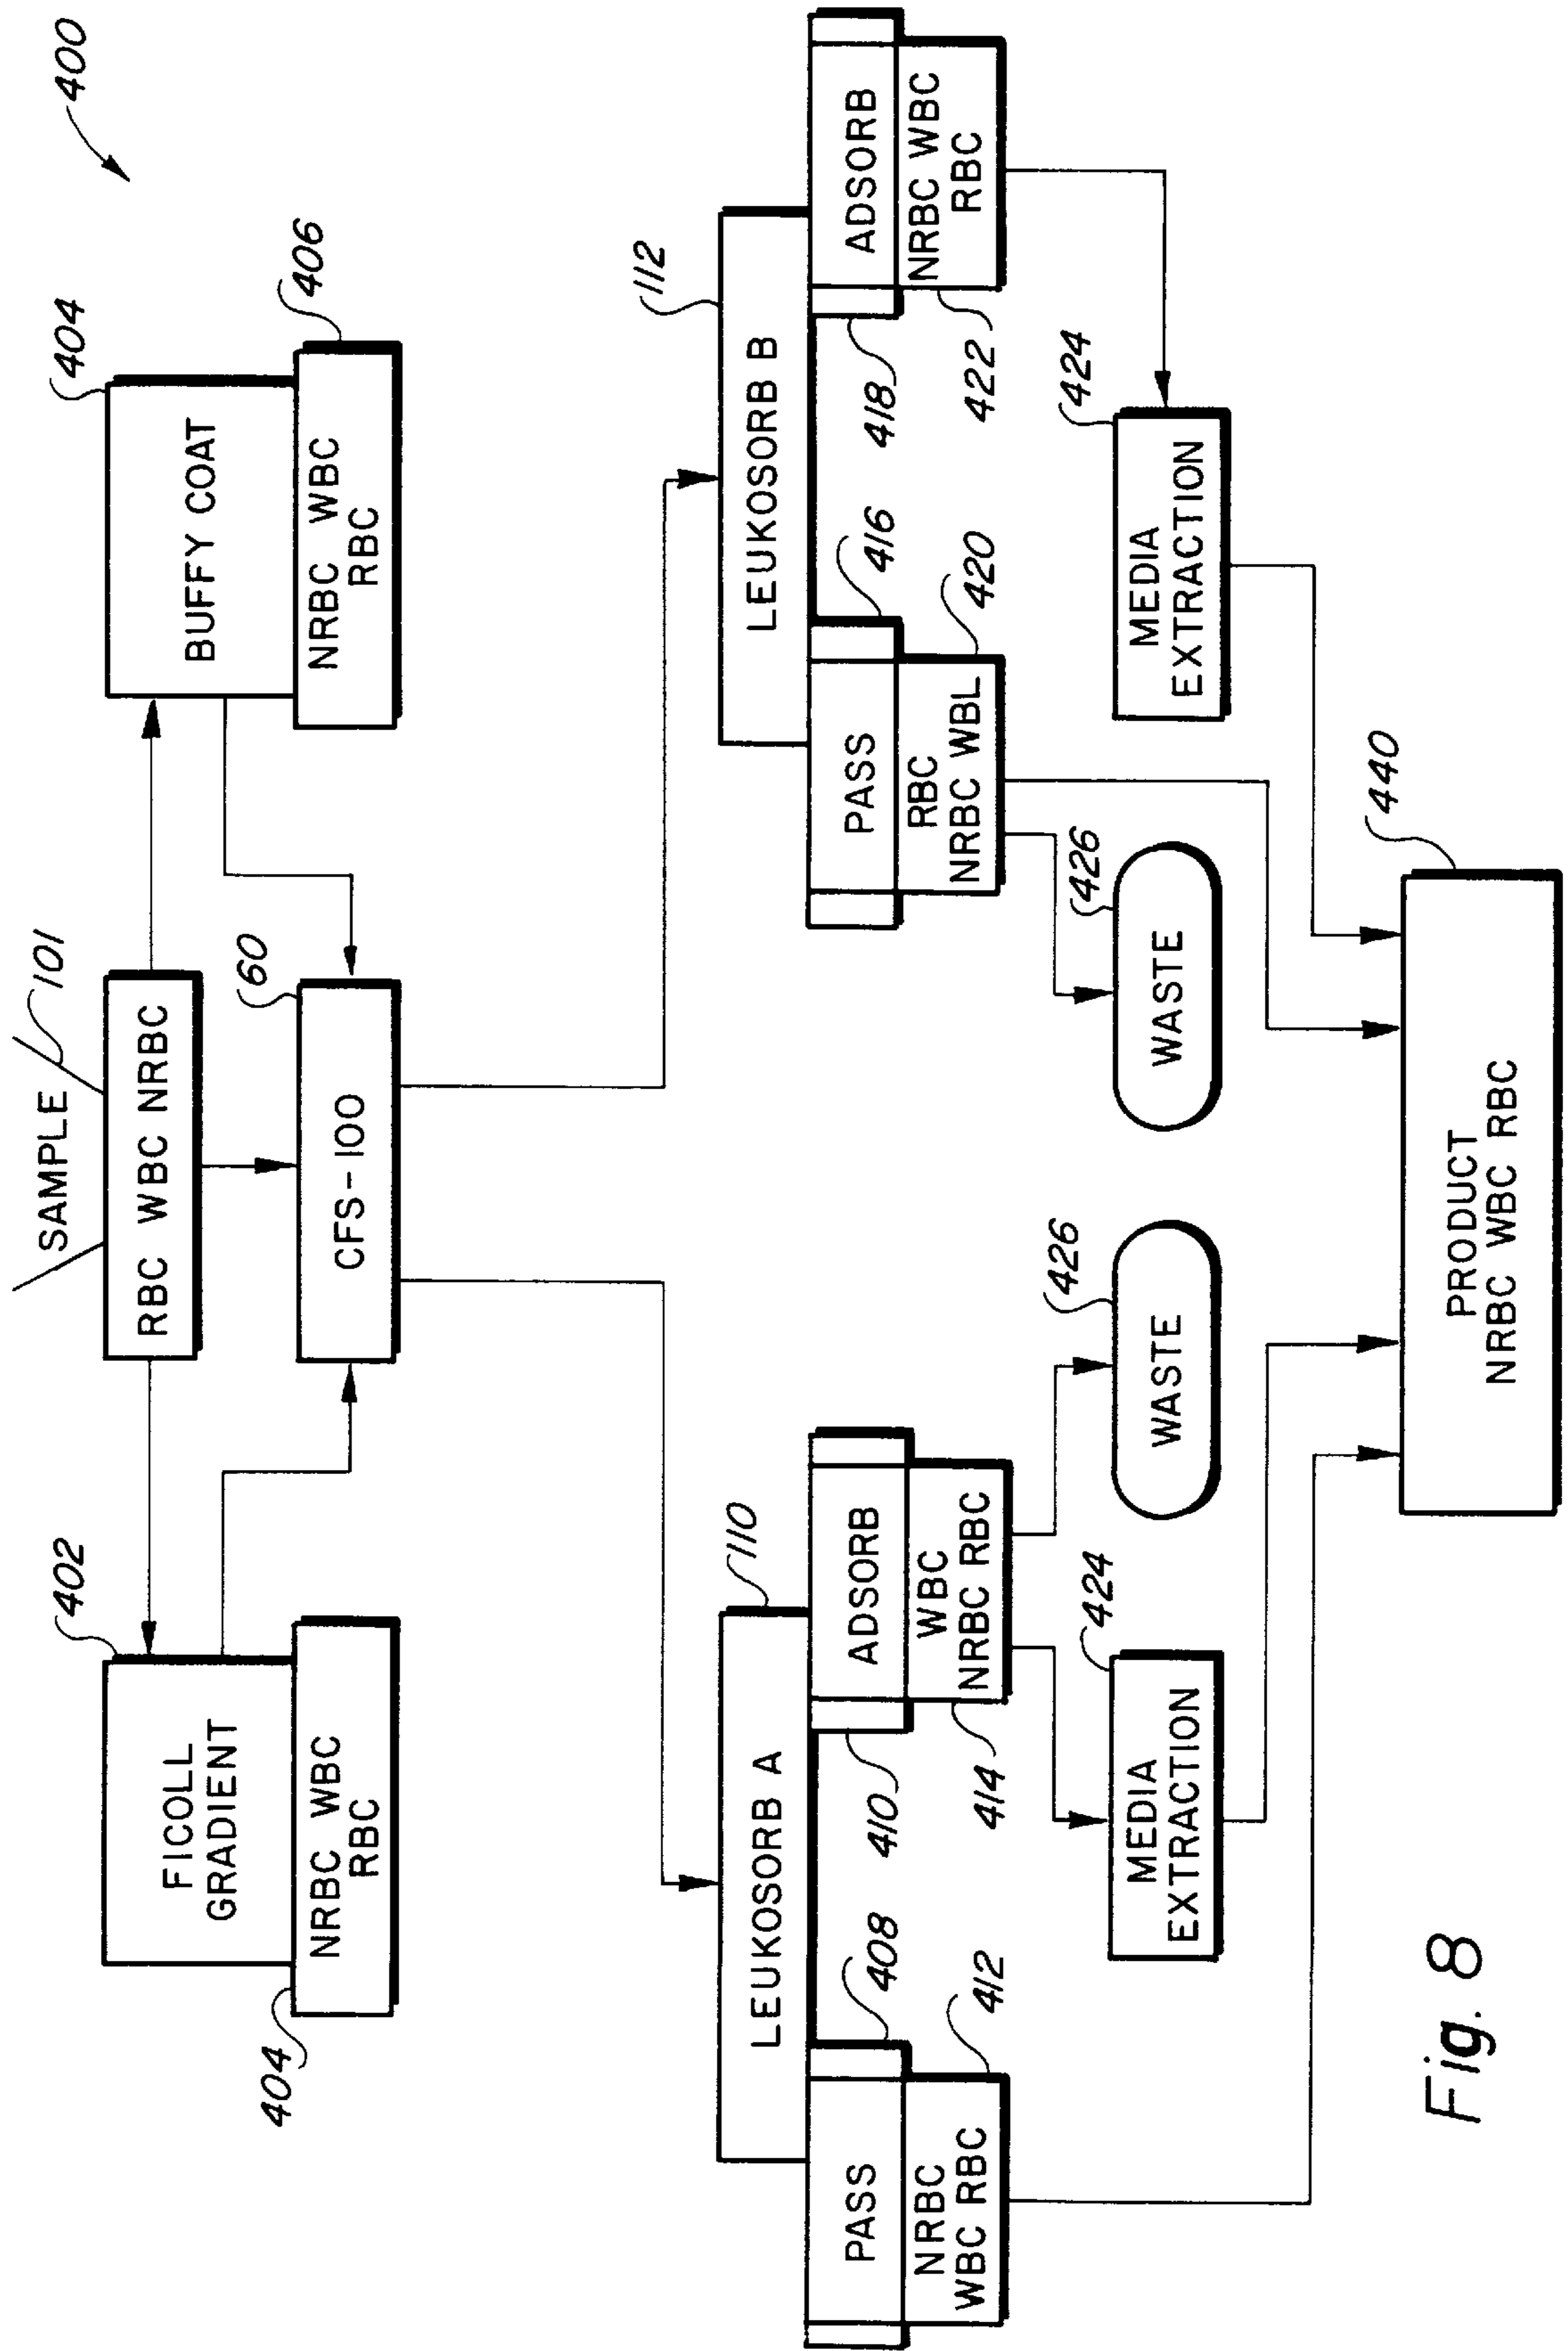 400
SAMPLE
101
RBC WBC NRBC
402
FICOLL
GRADIENT
404
NRBC WBC
RBC
404
BUFFY COAT
406
NRBC WBC
RBC
60
CFS-100
110
LEUKOSORB A
408
PASS
412
NRBC
WBC RBC
410
ADSORB
414
WBC
NRBC RBC
112
LEUKOSORB B
416
PASS
420
RBC
NRBC WBL
418
ADSORB
422
NRBC WBC
RBC
424
MEDIA
EXTRACTION
426
WASTE
426
WASTE
424
MEDIA
EXTRACTION
440
PRODUCT
NRBC WBC RBC
Fig. 8